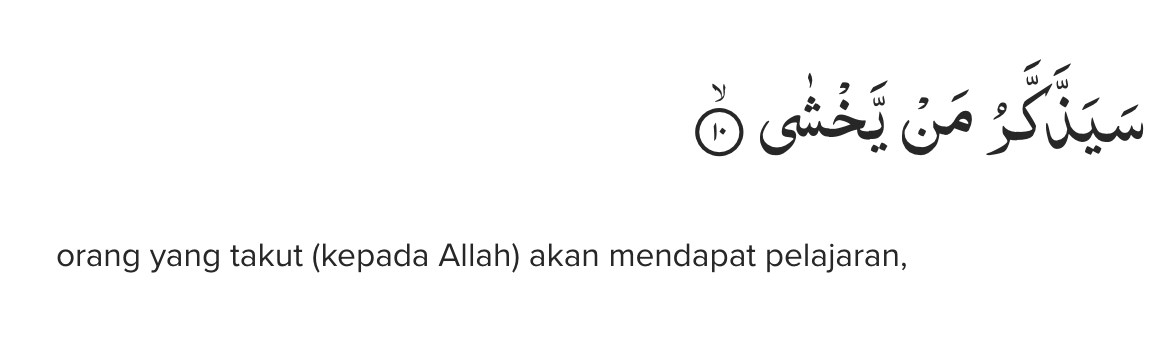 سَيَذَّكَّرُ مَنْ يَّخْشٰىۙ ١٠
orang yang takut (kepada Allah) akan mendapat pelajaran,